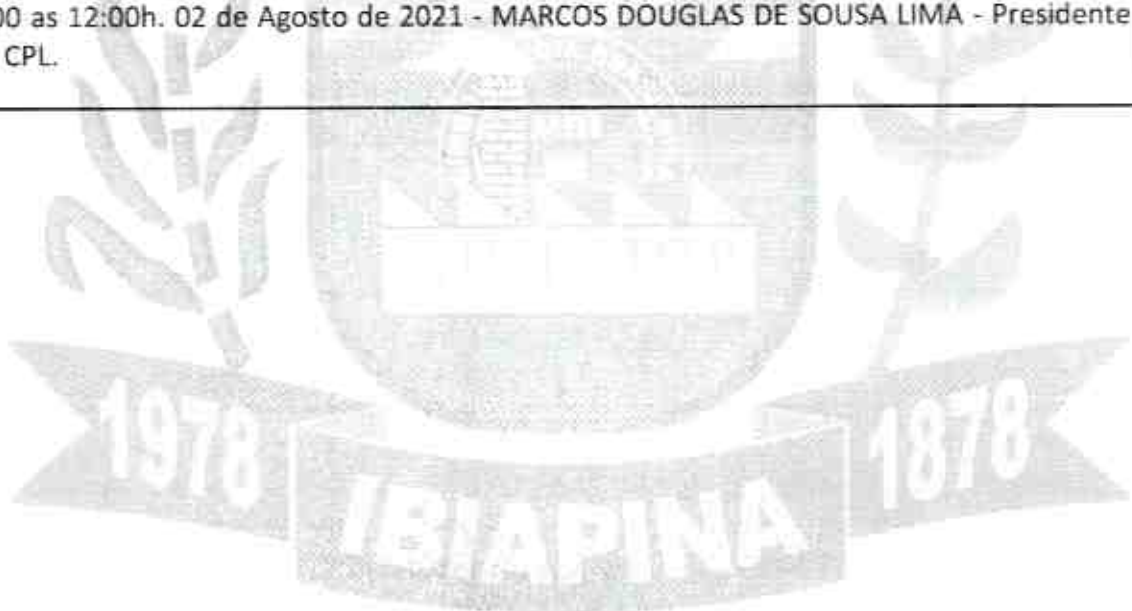 00 as 12:00h. 02 de Agosto de 2021 - MARCOS DOUGLAS DE SOUSA LIMA - Presidente
CPL.
1978
1878
IBIAPINA